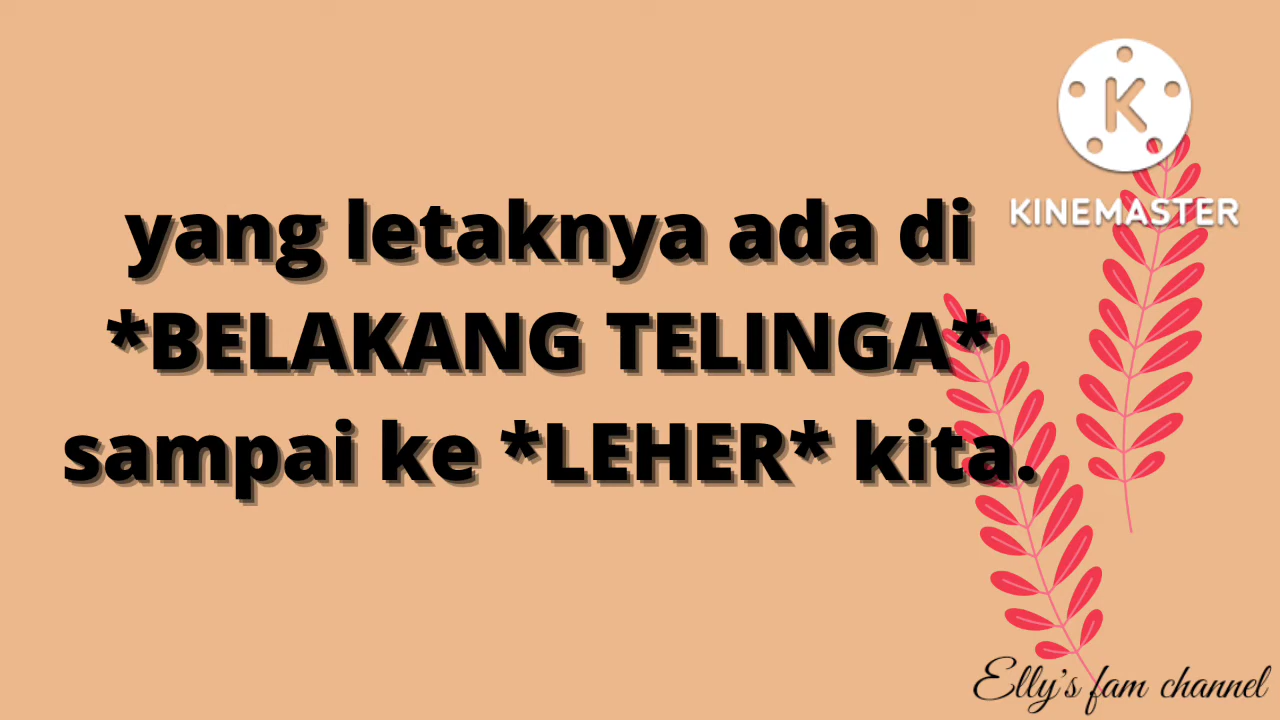 yang letaknya ada di
*BELAKANG TELINGA*
sampai ke *LEHER* kita.
K
KINEMASTER
Elly's fam channel